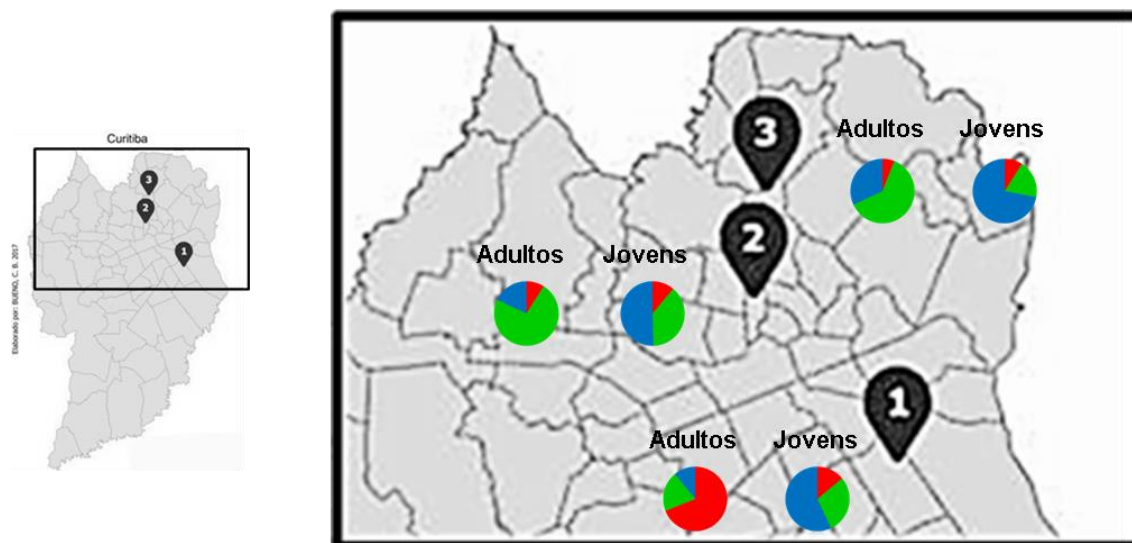 Curitiba
3
2
1
Elaborado por: BUENO, C. B. 2017
3
Adultos
Jovens
2
Adultos
Jovens
1
Adultos
Jovens